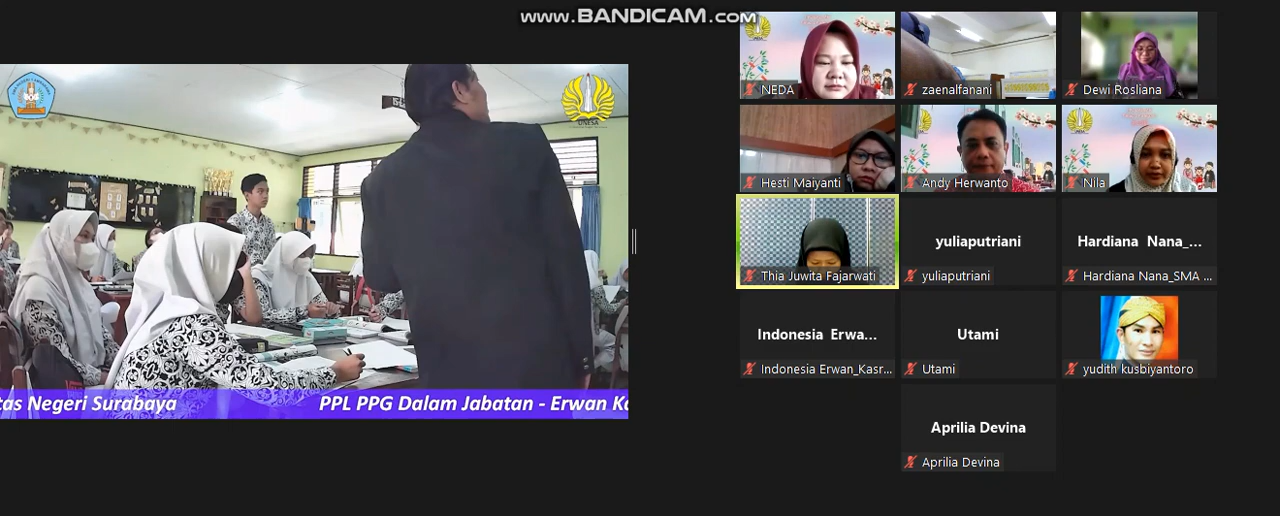 www.BANDICAM.com
UNESA
tas Negeri Surabaya
PPL PPG Dalam Jabatan - Erwan Ka
NEDA
zaenalfanani
Dewi Rosliana
Hesti Maiyanti
Andy Herwanto
Nila
Thia Juwita Fajarwati
yuliaputriani
yuliaputriani
Hardiana Nana_...
Hardiana Nana_SMA ...
Indonesia Erwa...
Indonesia Erwan_Kasr...
Utami
Utami
yudith kusbiyantoro
Aprilia Devina
Aprilia Devina